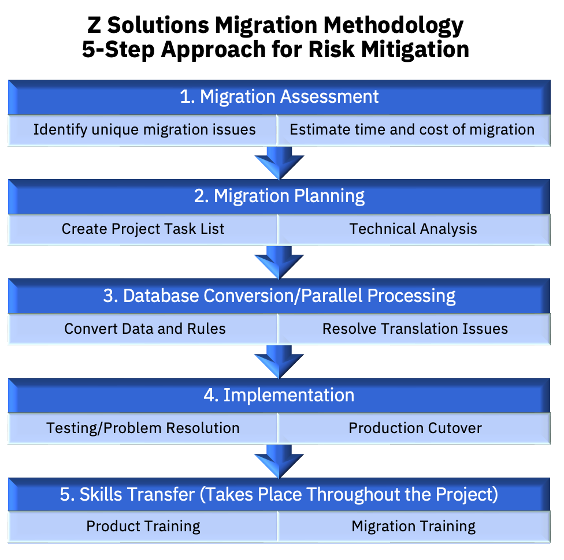 Z Solutions Migration Methodology
5-Step Approach for Risk Mitigation
1. Migration Assessment
Identify unique migration issues
Estimate time and cost of migration
2. Migration Planning
Create Project Task List
Technical Analysis
3. Database Conversion/Parallel Processing
Convert Data and Rules
Resolve Translation Issues
4. Implementation
Testing/Problem Resolution
Production Cutover
5. Skills Transfer (Takes Place Throughout the Project)
Product Training
Migration Training